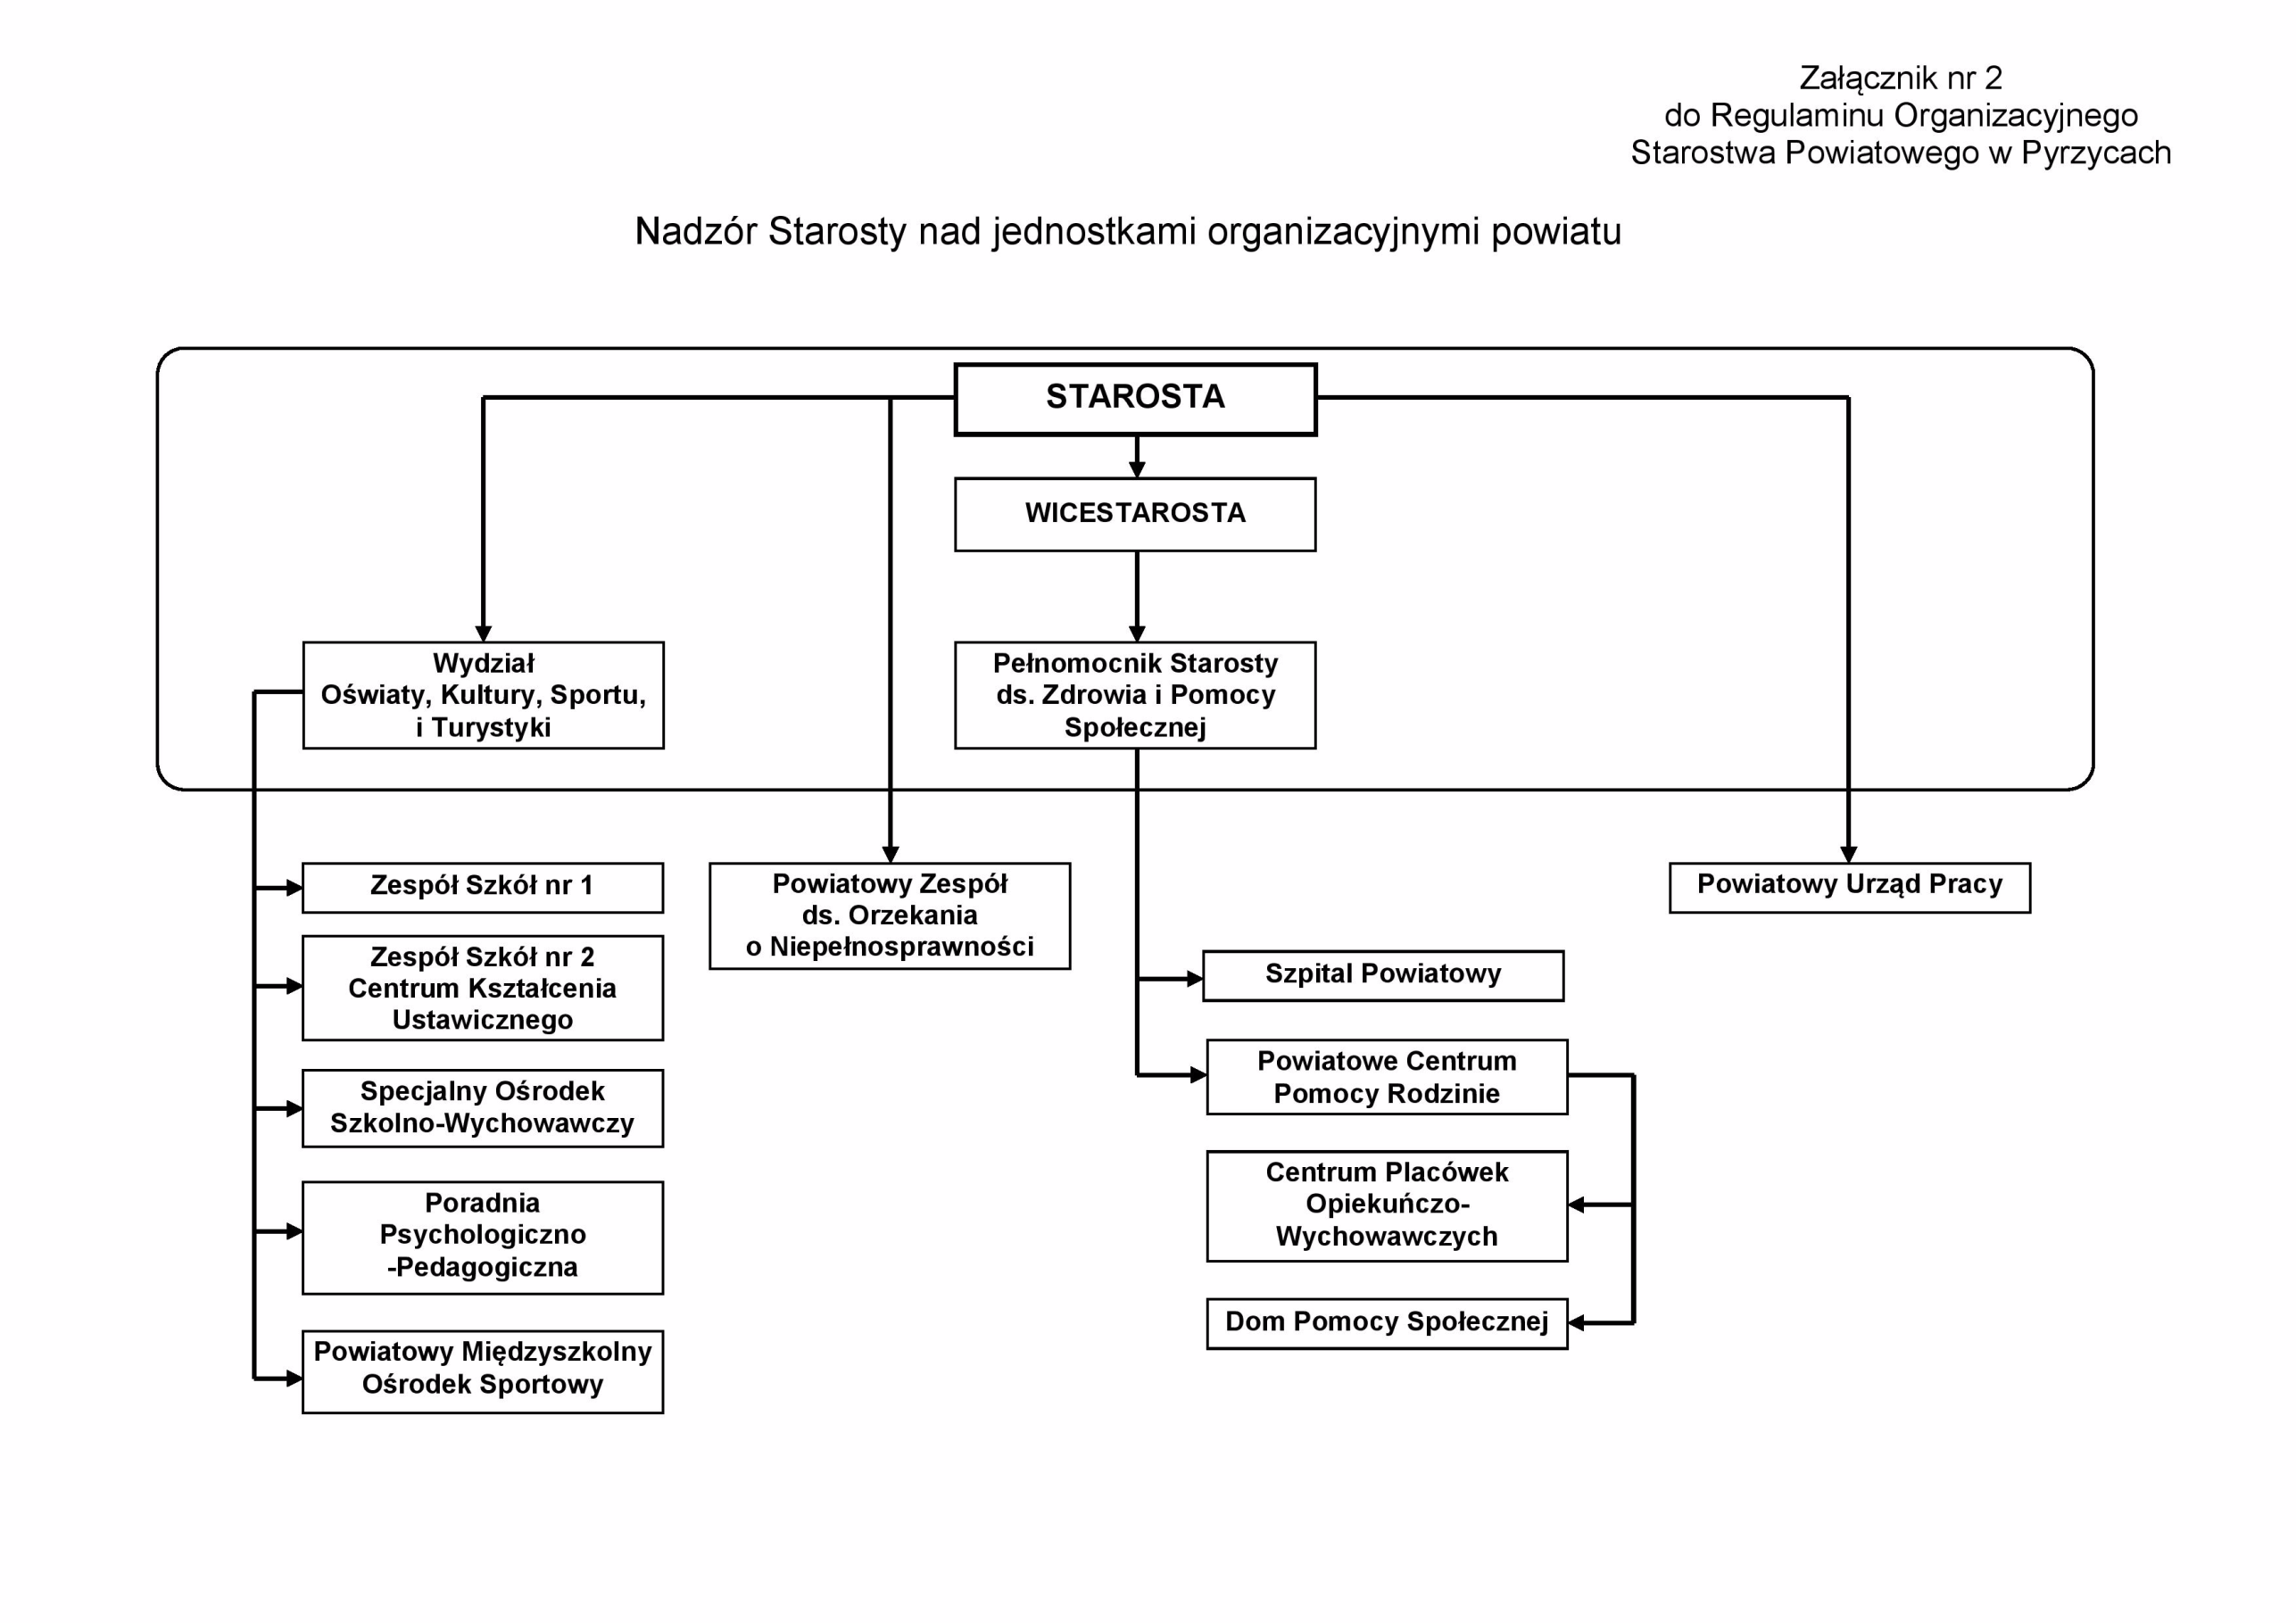 Załącznik nr 2
do Regulaminu Organizacyjnego
Starostwa Powiatowego w Pyrzycach
Nadzór Starosty nad jednostkami organizacyjnymi powiatu
STAROSTA
WICESTAROSTA
Wydział
Oświaty, Kultury, Sportu,
i Turystyki
Pełnomocnik Starosty
ds. Zdrowia i Pomocy
Społecznej
Zespół Szkół nr 1
Zespół Szkół nr 2
Centrum Kształcenia
Ustawicznego
Specjalny Ośrodek
Szkolno-Wychowawczy
Poradnia
Psychologiczno
-Pedagogiczna
Powiatowy Międzyszkolny
Ośrodek Sportowy
Powiatowy Zespół
ds. Orzekania
o Niepełnosprawności
Szpital Powiatowy
Powiatowe Centrum
Pomocy Rodzinie
Centrum Placówek
Opiekuńczo-
Wychowawczych
Dom Pomocy Społecznej
Powiatowy Urząd Pracy